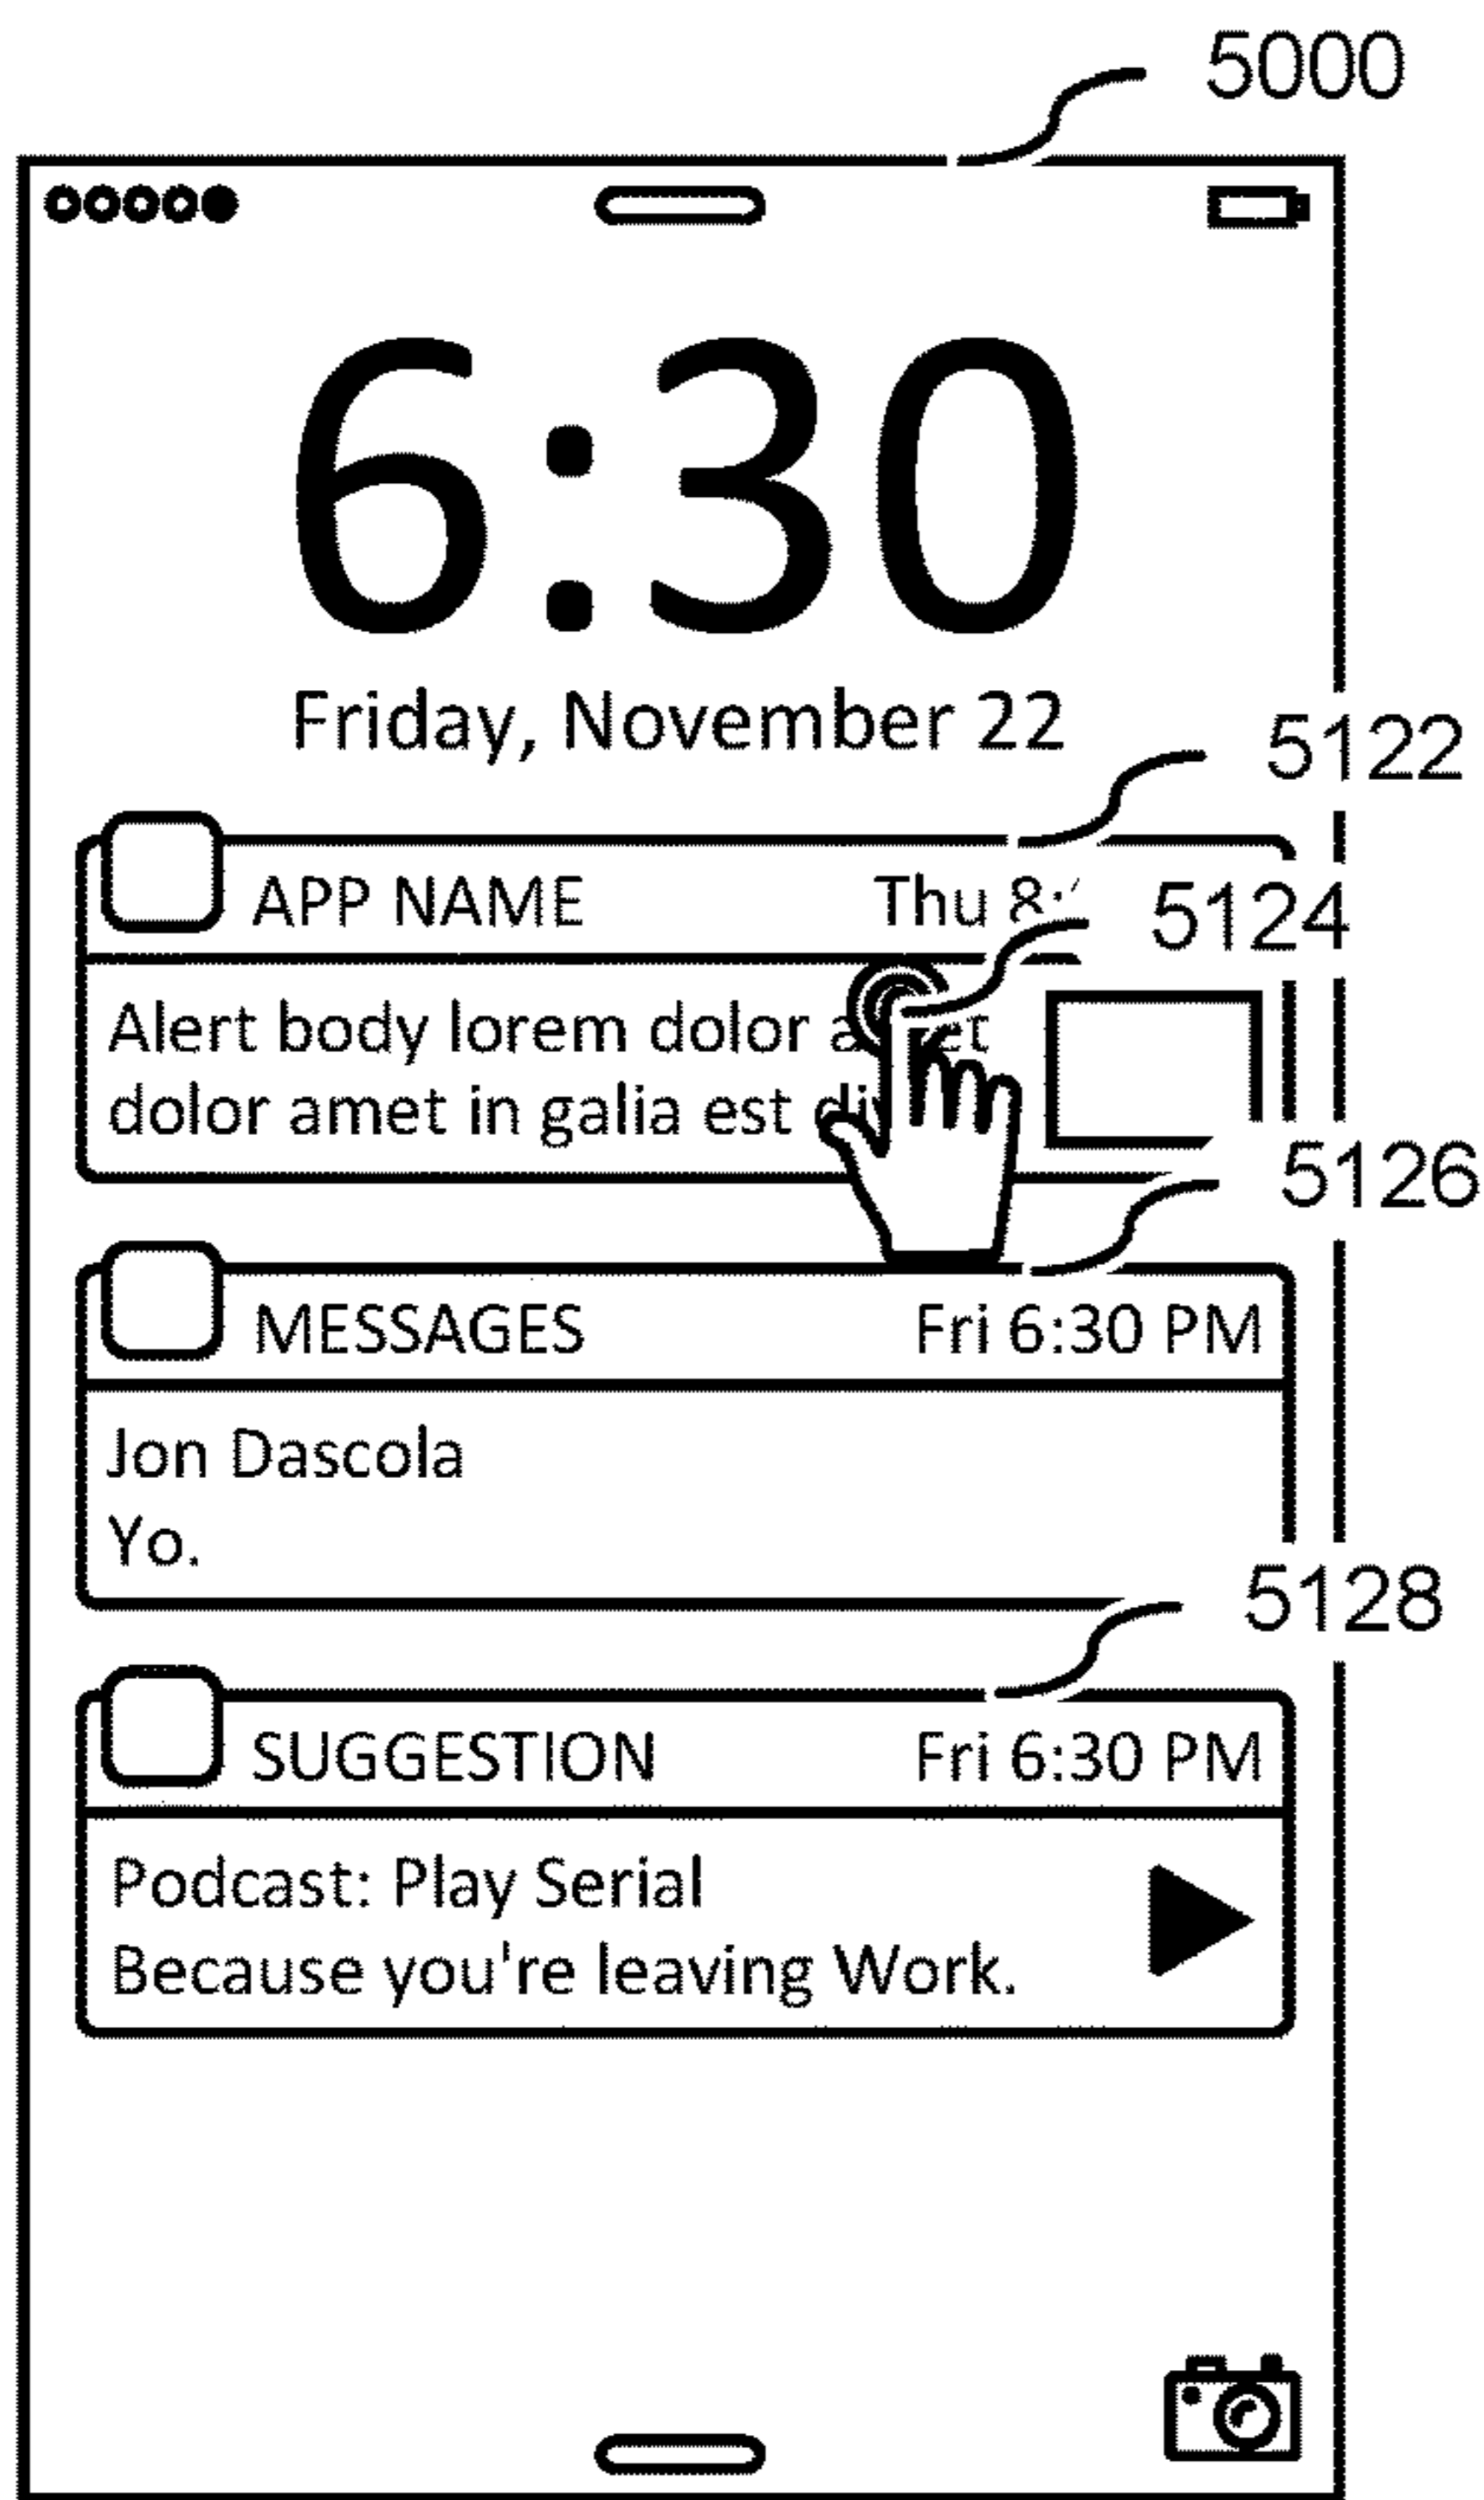 5000
6:30
Friday, November 22
5122
APP NAME Thu 8:
5124
Alert body lorem dolor
dolor amet in galia est
5126
MESSAGES Fri 6:30 PM
Jon Dascola
Yo.
5128
SUGGESTION Fri 6:30 PM
Podcast: Play Serial
Because you're leaving Work.